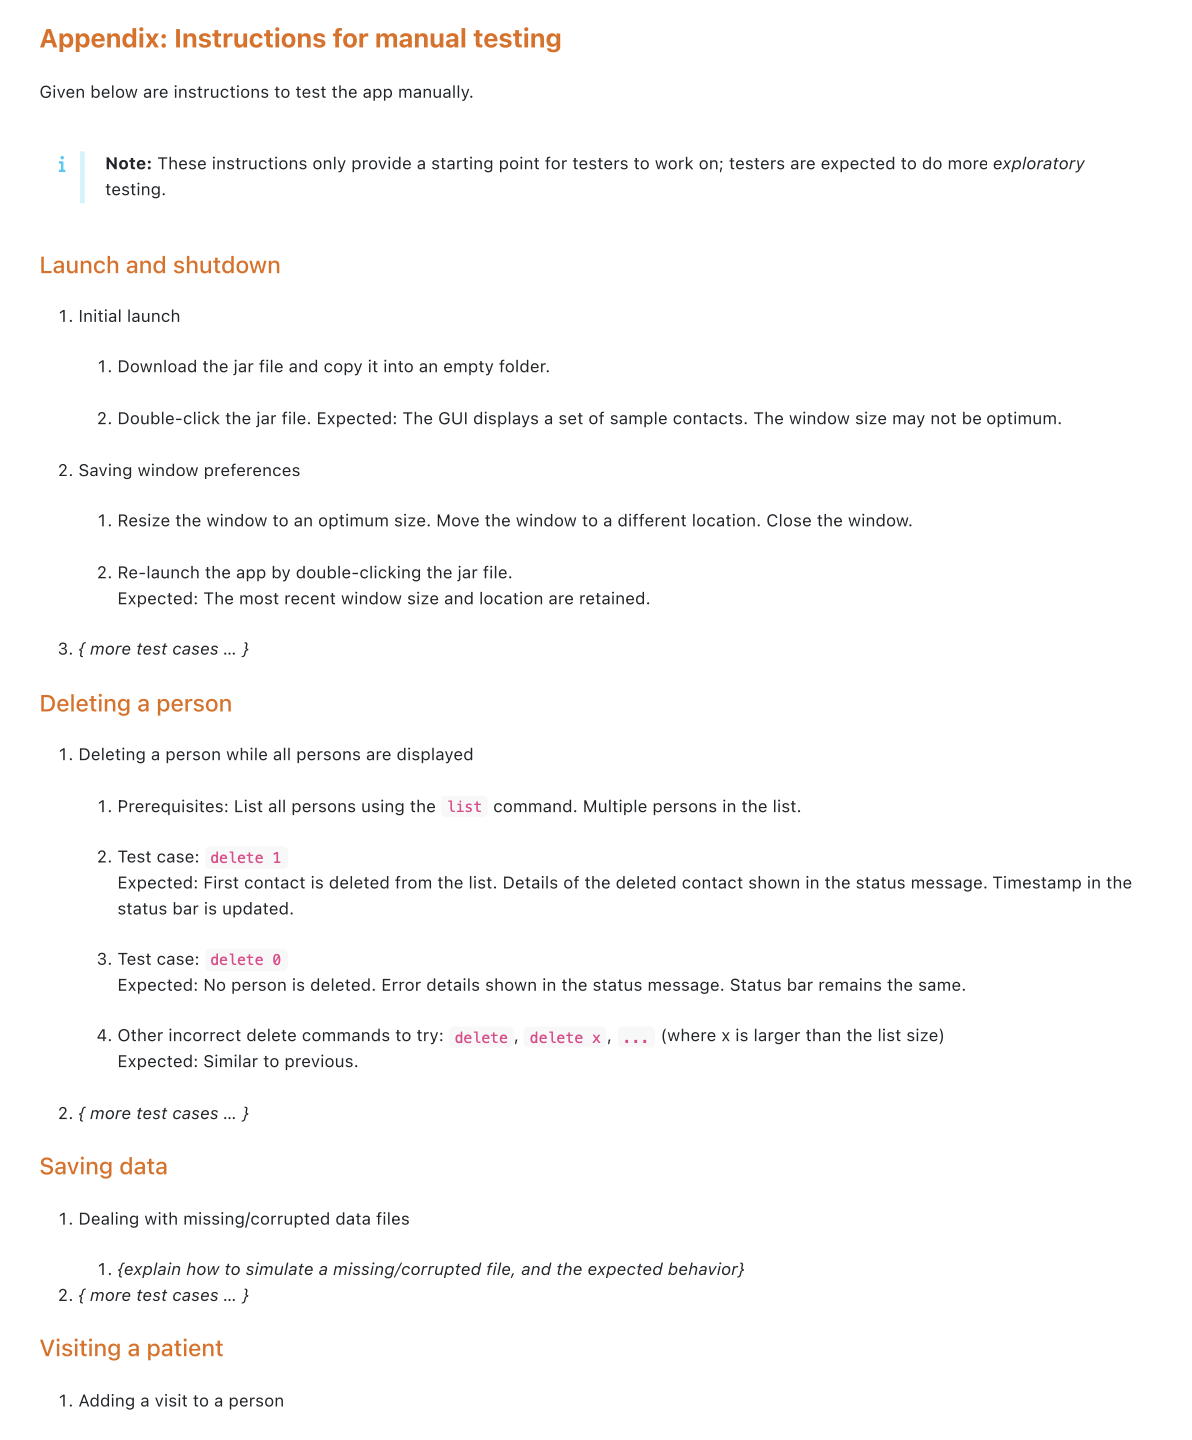 Appendix: Instructions for manual testing
Given below are instructions to test the app manually.
i
Note: These instructions only provide a starting point for testers to work on; testers are expected to do more exploratory
testing.
Launch and shutdown
1. Initial launch
1. Download the jar file and copy it into an empty folder.
2. Double-click the jar file. Expected: The GUI displays a set of sample contacts. The window size may not be optimum.
2. Saving window preferences
1. Resize the window to an optimum size. Move the window to a different location. Close the window.
2. Re-launch the app by double-clicking the jar file.
Expected: The most recent window size and location are retained.
3. { more test cases … }
Deleting a person
1. Deleting a person while all persons are displayed
1. Prerequisites: List all persons using the list command. Multiple persons in the list.
2. Test case: delete 1
Expected: First contact is deleted from the list. Details of the deleted contact shown in the status message. Timestamp in the
status bar is updated.
3. Test case: delete 0
Expected: No person is deleted. Error details shown in the status message. Status bar remains the same.
4. Other incorrect delete commands to try: delete, delete x, ... (where x is larger than the list size)
Expected: Similar to previous.
2. { more test cases … }
Saving data
1. Dealing with missing/corrupted data files
1. {explain how to simulate a missing/corrupted file, and the expected behavior}
2. { more test cases … }
Visiting a patient
1. Adding a visit to a person